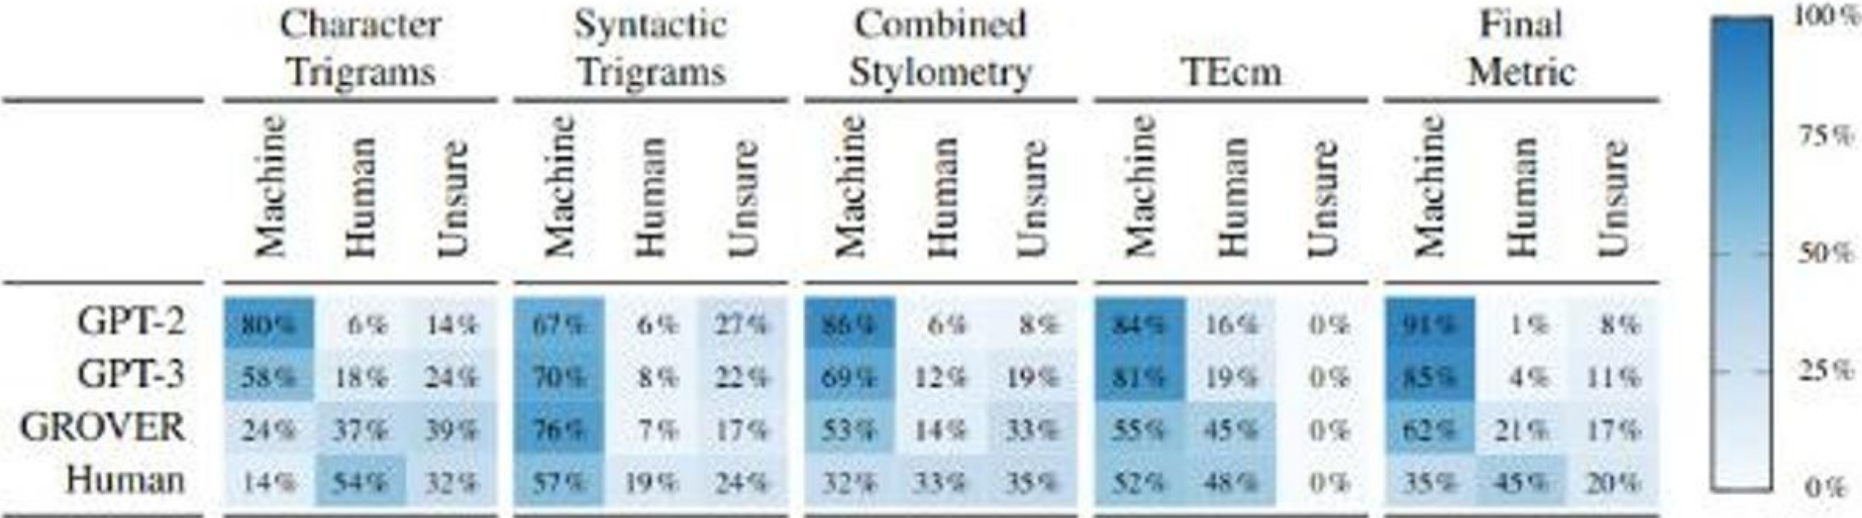 Character Syntactic Combined Final 100%
Trigrams Trigrams Stylometry TEcm Metric
Machine Human Unsure Machine Human Unsure Machine Human Unsure Machine Human Unsure Machine Human Unsure 75%
50%
GPT-2 80% 6% 14% 67% 6% 27% 86% 6% 8% 84% 16% 0% 91% 1% 8%
GPT-3 58% 18% 24% 70% 8% 22% 69% 12% 19% 81% 19% 0% 85% 4% 11% 25%
GROVER 24% 37% 39% 76% 7% 17% 53% 14% 33% 55% 45% 0% 62% 21% 17%
Human 14% 54% 32% 57% 19% 24% 32% 33% 35% 52% 48% 0% 35% 45% 20% 0%